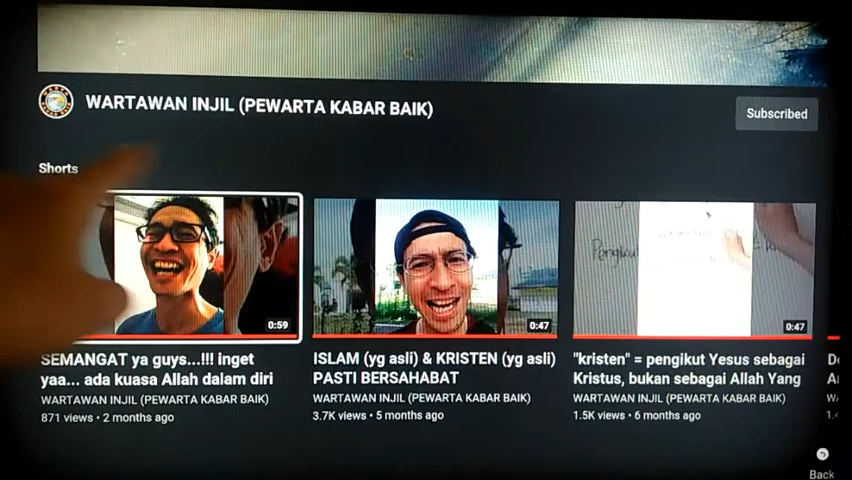 WARTAWAN INJIL (PEWARTA KABAR BAIK)
Subscribed
Shorts
0:59
0:47
Pengikut
0:47
SEMANGAT ya guys...!!! inget
yaa... ada kuasa Allah dalam diri
WARTAWAN INJIL (PEWARTA KABAR BAIK)
871 views • 2 months ago
ISLAM (yg asli) & KRISTEN (yg asli)
PASTI BERSAHABAT
WARTAWAN INJIL (PEWARTA KABAR BAIK)
3.7K views • 5 months ago
"kristen" = pengikut Yesus sebagai
Kristus, bukan sebagai Allah Yang
WARTAWAN INJIL (PEWARTA KABAR BAIK)
1.5K views • 6 months ago
Back